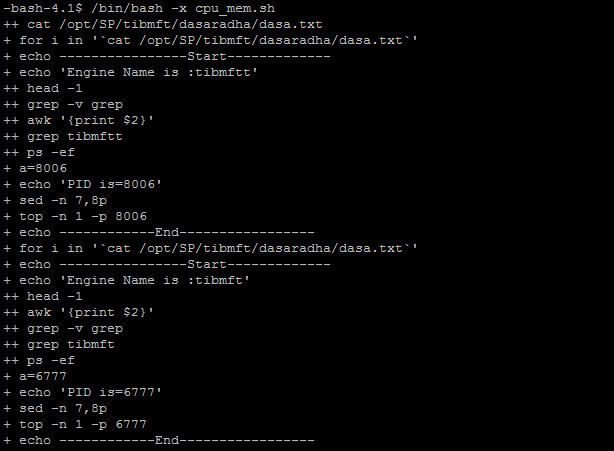 -bash-4.1$ /bin/bash -x cpu_mem.sh
++ cat /opt/SP/tibmft/dasaradha/dasa.txt
+ for i in '`cat /opt/SP/tibmft/dasaradha/dasa.txt`'
+ echo ----------------Start-------------
+ echo 'Engine Name is :tibmftt'
++ head -1
++ grep -v grep
++ awk '{print $2}'
++ grep tibmftt
++ ps -ef
+ a=8006
+ echo 'PID is=8006'
+ sed -n 7,8p
+ top -n 1 -p 8006
+ echo ------------End-----------------
+ for i in '`cat /opt/SP/tibmft/dasaradha/dasa.txt`'
+ echo ----------------Start-------------
+ echo 'Engine Name is :tibmft'
++ head -1
++ awk '{print $2}'
++ grep -v grep
++ grep tibmft
++ ps -ef
+ a=6777
+ echo 'PID is=6777'
+ sed -n 7,8p
+ top -n 1 -p 6777
+ echo ------------End-----------------